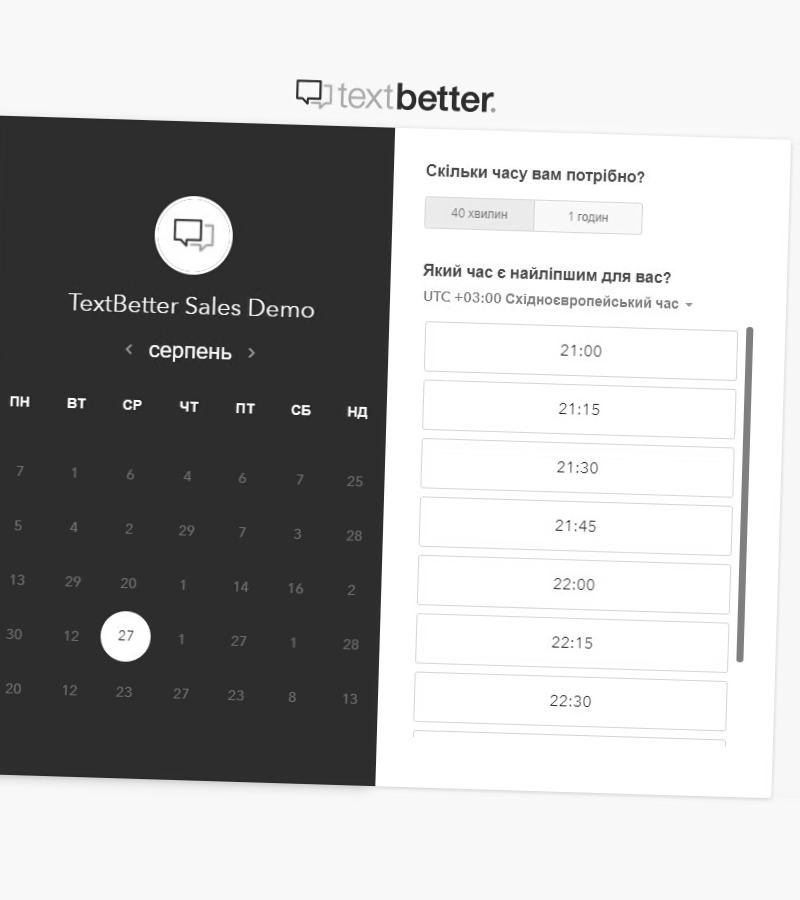 textbetter.
TextBetter Sales Demo
серпень
ПН ВТ СР ЧТ ПТ СБ НД
7 1 6 4 6 7 25
5 4 2 29 7 3 28
13 29 20 1 14 16 2
30 12 27 1 27 1 28
20 12 23 27 23 8 13
Скільки часу вам потрібно?
40 хвилин 1 годин
Який час є найліпшим для вас?
UTC +03:00 Східноєвропейський час
21:00
21:15
21:30
21:45
22:00
22:15
22:30